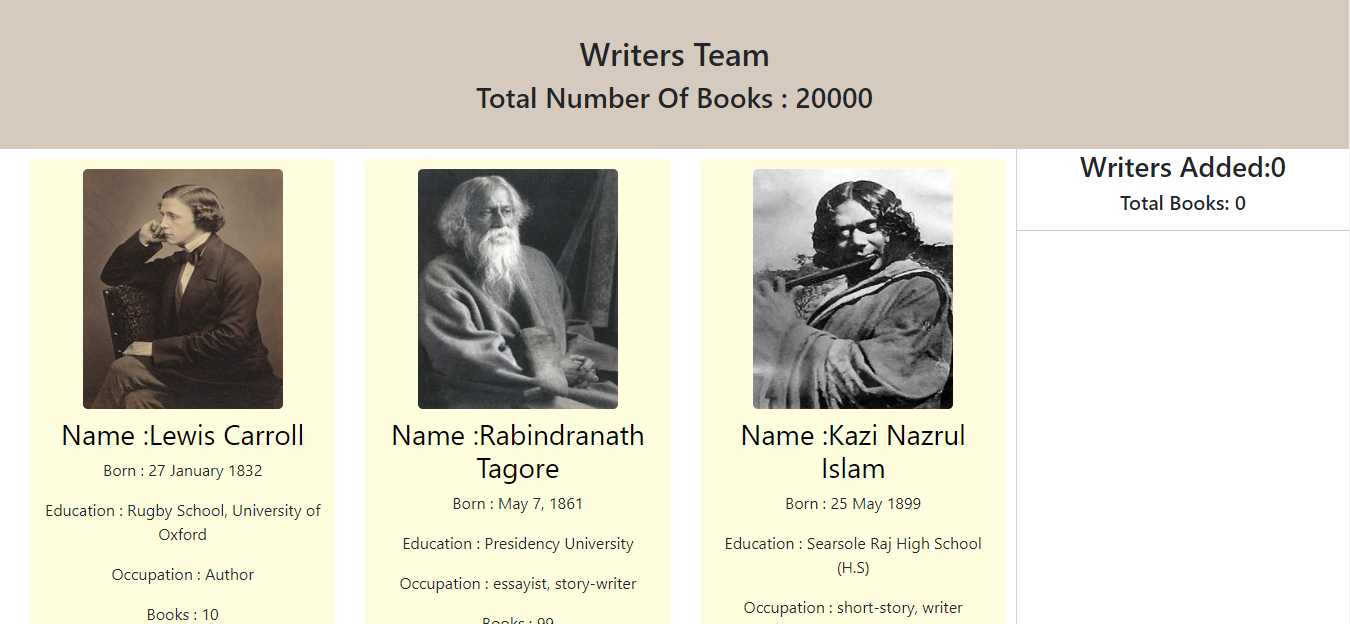 Writers Team
Total Number Of Books : 20000
Name :Lewis Carroll
Born : 27 January 1832
Education : Rugby School, University of
Oxford
Occupation : Author
Books : 10
Name :Rabindranath
Tagore
Born : May 7, 1861
Education : Presidency University
Occupation : essayist, story-writer
Books : 99
Name :Kazi Nazrul
Islam
Born : 25 May 1899
Education : Searsole Raj High School
(H.S)
Occupation : short-story, writer
Writers Added:0
Total Books: 0